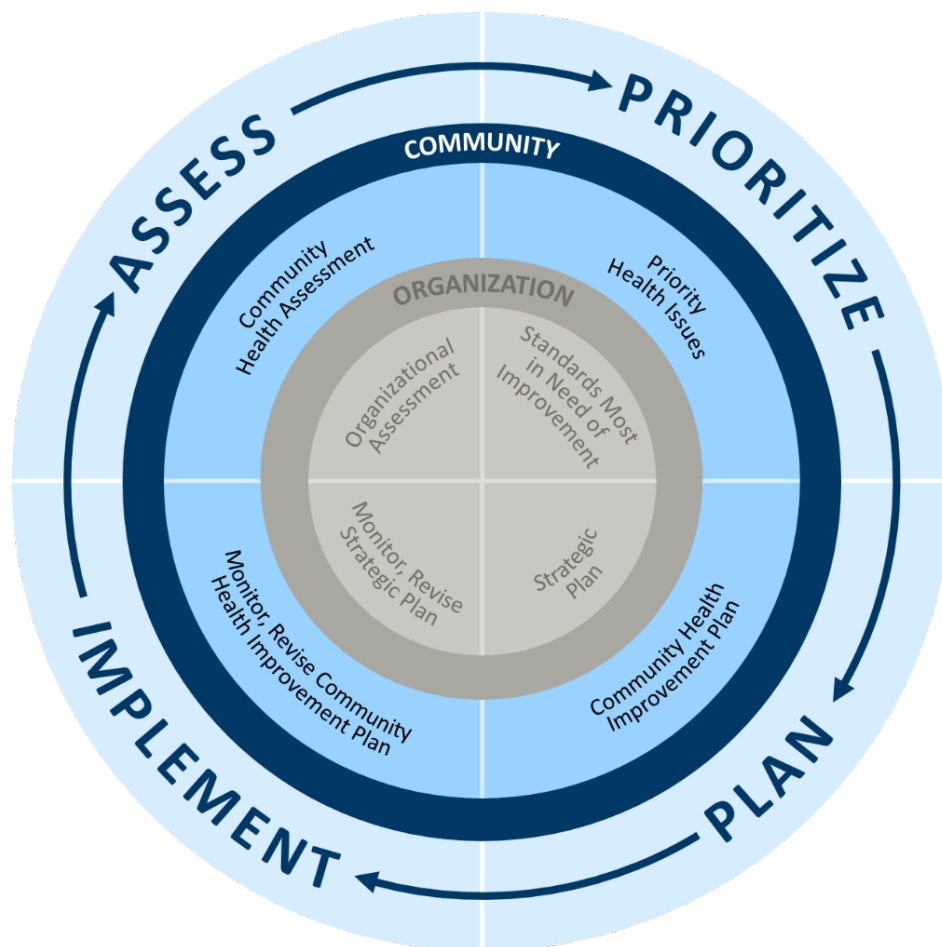 ASSESS
PRIORITIZE
COMMUNITY
Community
Health Assessment
Priority
Health Issues
ORGANIZATION
Organizational
Assessment
Standards Most
in Need of
Improvement
Monitor, Revise
Strategic Plan
Strategic
Plan
Monitor, Revise Community
Health Improvement Plan
Community Health
Improvement Plan
IMPLEMENT
PLAN